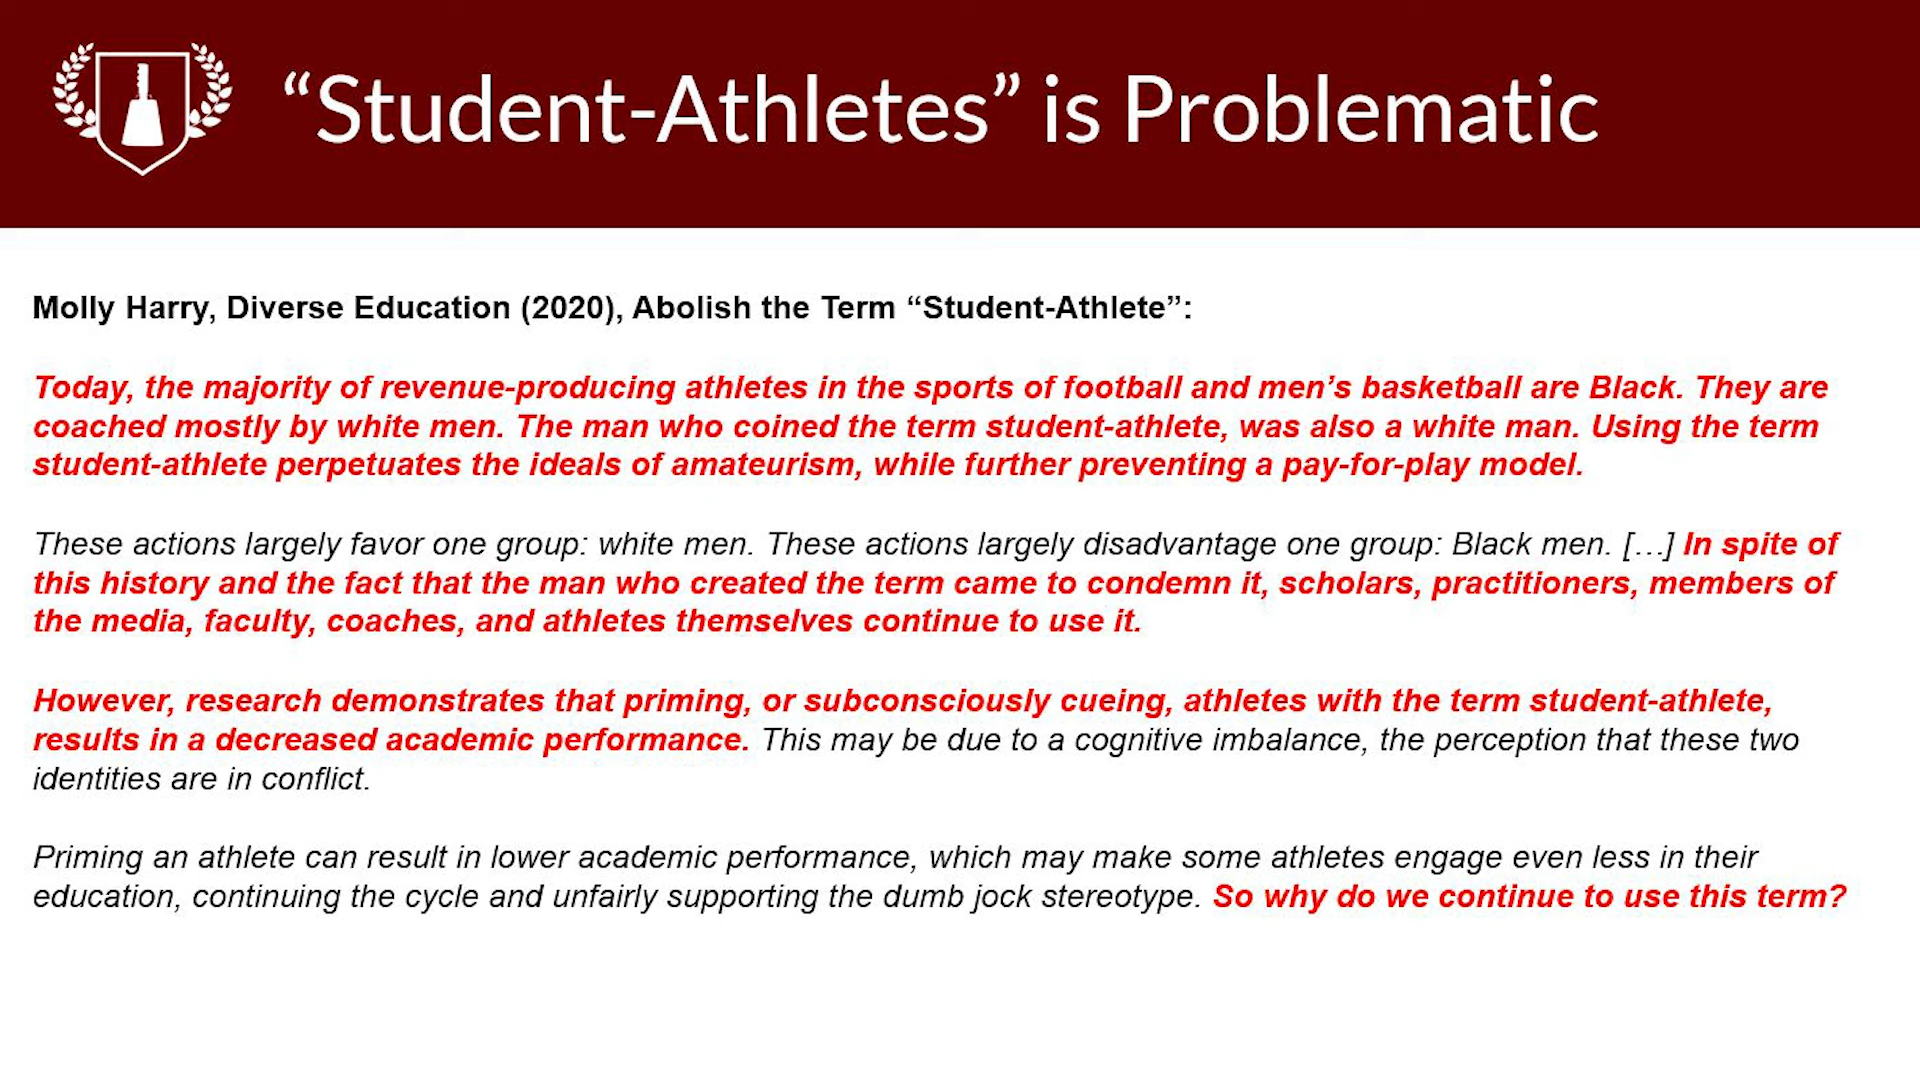 “Student-Athletes” is Problematic
Molly Harry, Diverse Education (2020), Abolish the Term “Student-Athlete”:
Today, the majority of revenue-producing athletes in the sports of football and men’s basketball are Black. They are
coached mostly by white men. The man who coined the term student-athlete, was also a white man. Using the term
student-athlete perpetuates the ideals of amateurism, while further preventing a pay-for-play model.
These actions largely favor one group: white men. These actions largely disadvantage one group: Black men. […] In spite of
this history and the fact that the man who created the term came to condemn it, scholars, practitioners, members of
the media, faculty, coaches, and athletes themselves continue to use it.
However, research demonstrates that priming, or subconsciously cueing, athletes with the term student-athlete,
results in a decreased academic performance. This may be due to a cognitive imbalance, the perception that these two
identities are in conflict.
Priming an athlete can result in lower academic performance, which may make some athletes engage even less in their
education, continuing the cycle and unfairly supporting the dumb jock stereotype. So why do we continue to use this term?